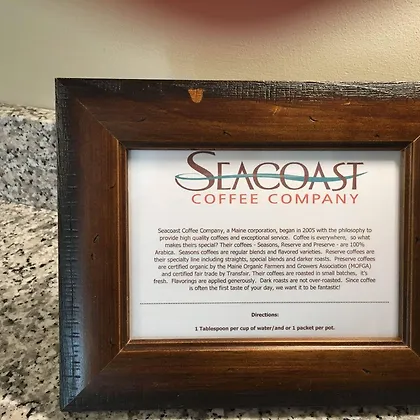 SEACOAST
COFFEE COMPANY
Seacoast Coffee Company, a Maine corporation, began in 2005 with the philosophy to
provide high quality coffees and exceptional service. Coffee is everywhere, so what
makes theirs special? Their coffees - Seasons, Reserve and Preserve - are 100%
Arabica. Seasons coffees are regular blends and flavored varieties. Reserve coffees are
their specialty line including straights, special blends and darker roasts. Preserve coffees
are certified organic by the Maine Organic Farmers and Growers Association (MOFGA)
and certified fair trade by Transfair. Their coffees are roasted in small batches, it's
fresh. Flavorings are applied generously. Dark roasts are not over-roasted. Since coffee
is often the first taste of your day, we want it to be fantastic!
Directions:
1 Tablespoon per cup of water/and or 1 packet per pot.